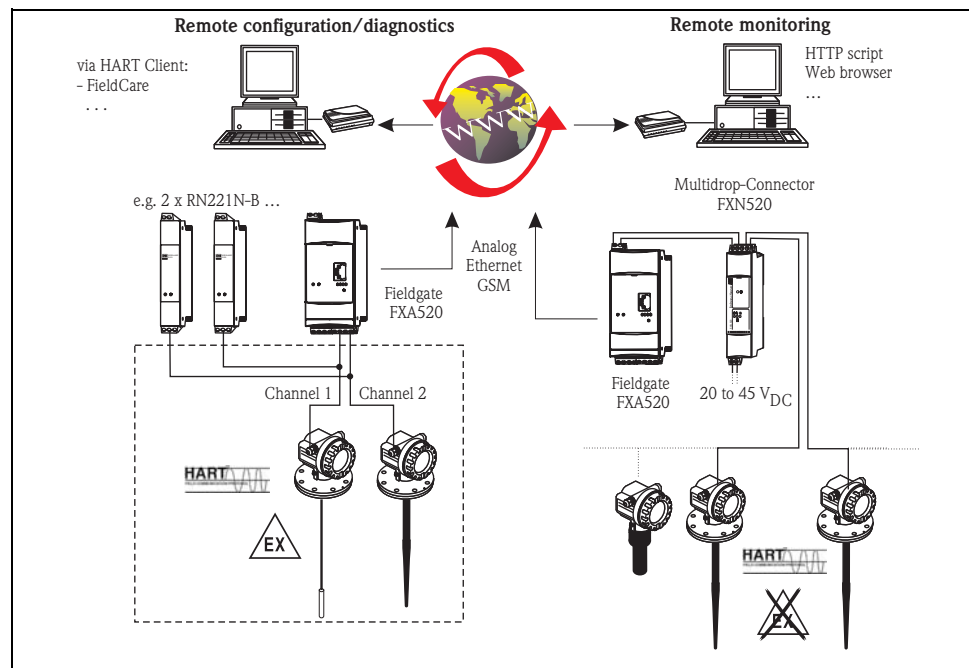 Remote configuration/diagnostics
Remote monitoring
via HART Client:
- FieldCare
. . .
HTTP script
Web browser
...
WWW
Multidrop-Connector
FXN520
e.g. 2 x RN221N-B ...
Analog
Ethernet
GSM
Fieldgate
FXA520
Fieldgate
FXA520
20 to 45 VDC
Channel 1
Channel 2
HART
EX
HART
EX